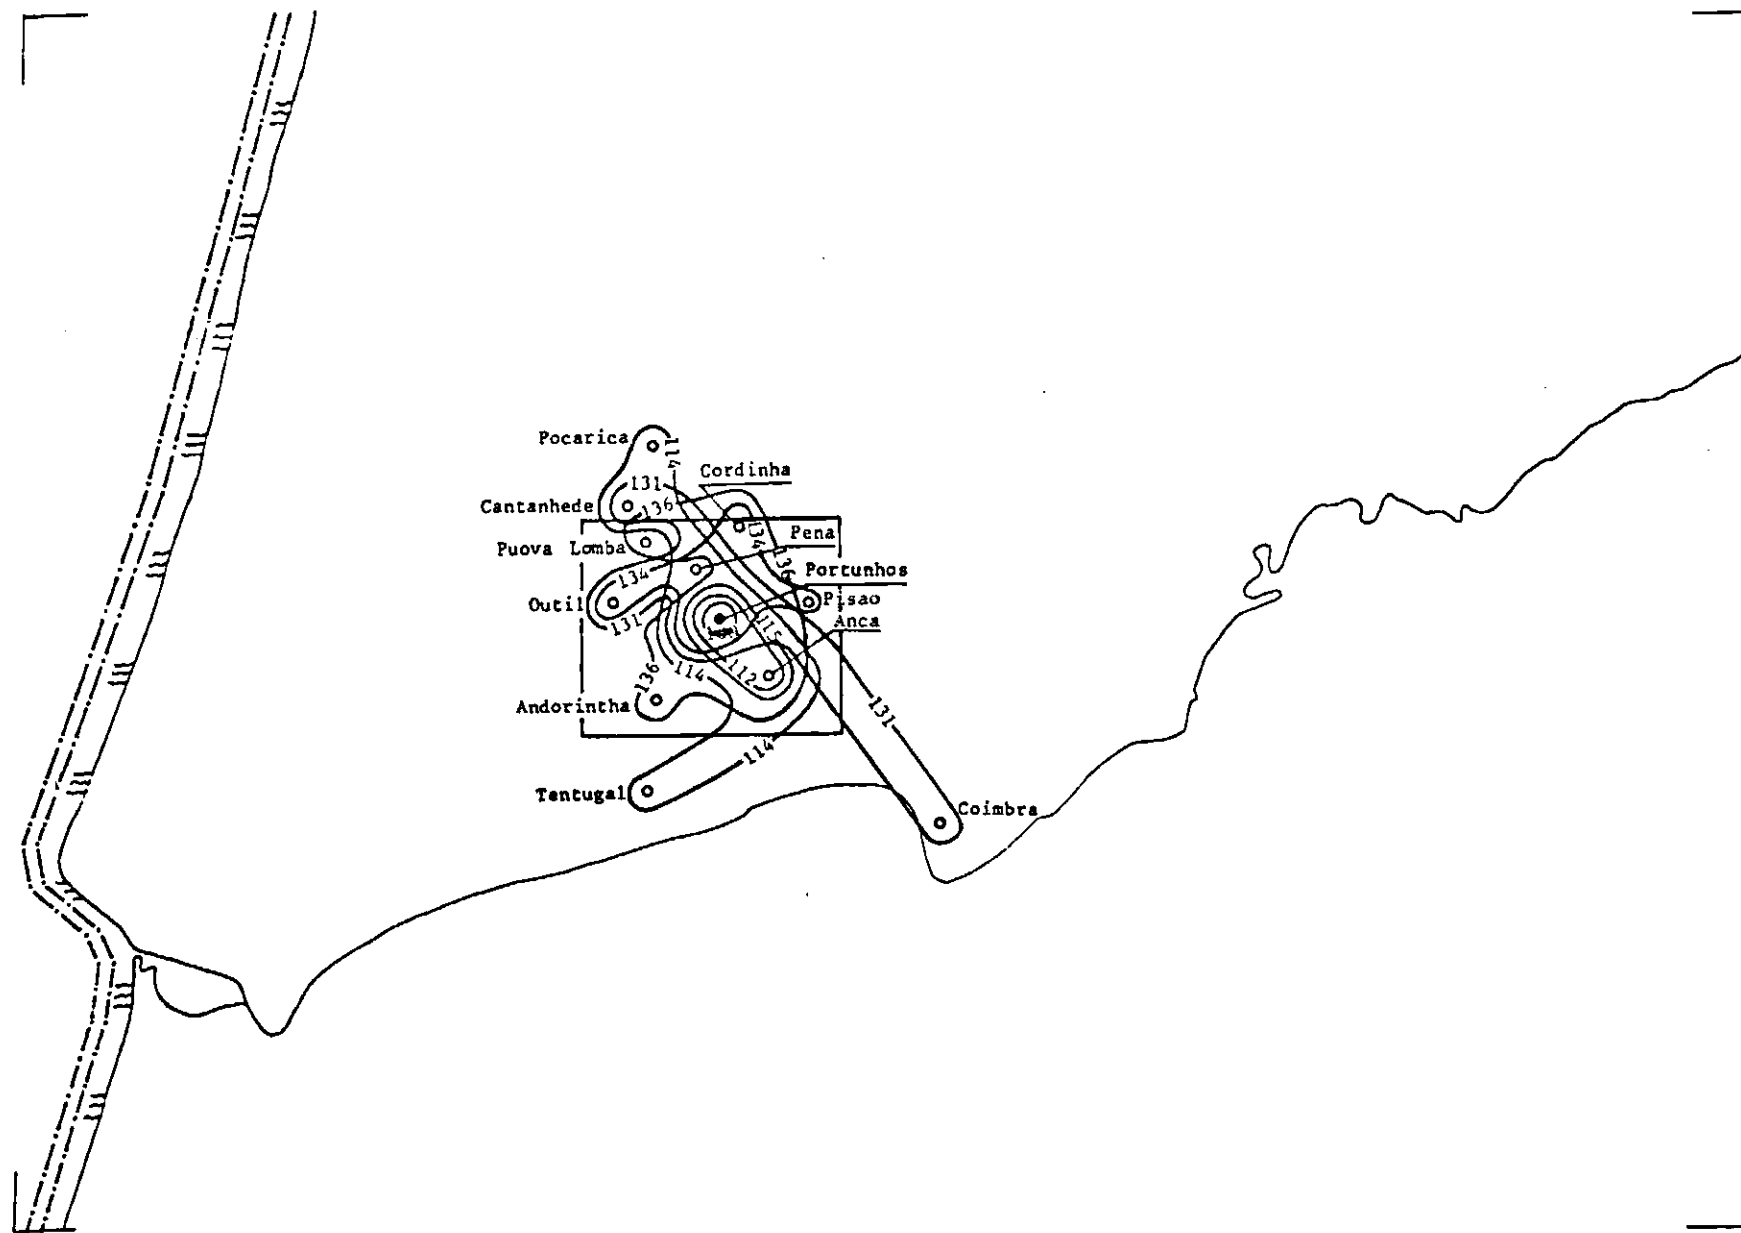 Pocarica
114
Cordinha
131
Cantanhede
136
Pena
134
Puova Lomba
136
Portunhos
134
Outil
Pisao
131
115
Anca
136
114
112
Andorintha
131
114
Tentugal
Coimbra